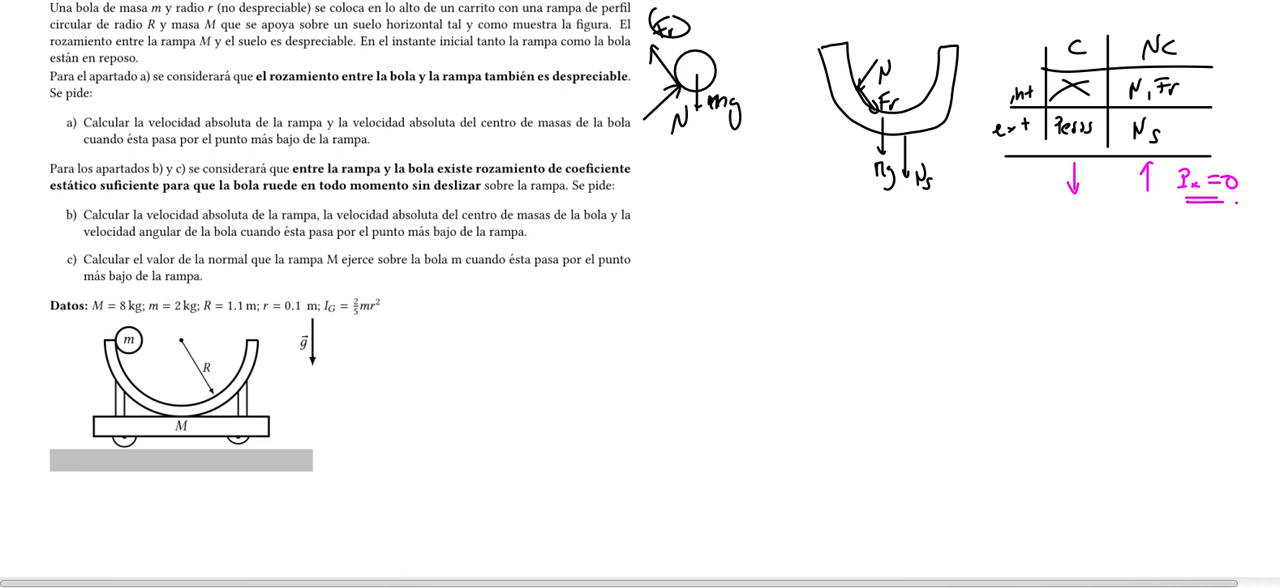 Una bola de masa m y radio r (no despreciable) se coloca en lo alto de un carrito con una rampa de perfil
circular de radio R y masa M que se apoya sobre un suelo horizontal tal y como muestra la figura. El
rozamiento entre la rampa M y el suelo es despreciable. En el instante inicial tanto la rampa como la bola
están en reposo.
Para el apartado a) se considerará que el rozamiento entre la bola y la rampa también es despreciable.
Se pide:
a) Calcular la velocidad absoluta de la rampa y la velocidad absoluta del centro de masas de la bola
cuando ésta pasa por el punto más bajo de la rampa.
Para los apartados b) y c) se considerará que entre la rampa y la bola existe rozamiento de coeficiente
estático suficiente para que la bola ruede en todo momento sin deslizar sobre la rampa. Se pide:
b) Calcular la velocidad absoluta de la rampa, la velocidad absoluta del centro de masas de la bola y la
velocidad angular de la bola cuando ésta pasa por el punto más bajo de la rampa.
c) Calcular el valor de la normal que la rampa M ejerce sobre la bola m cuando ésta pasa por el punto
más bajo de la rampa.
Datos: M = 8 kg; m = 2 kg; R = 1.1 m; r = 0.1 m; I_G = 2/5 mr²
m
R
M
g⃗
Fr
N
mg
N
Fr
Mg
Ns
C NC
int N, Fr
ext Pesos Ns
Px = 0